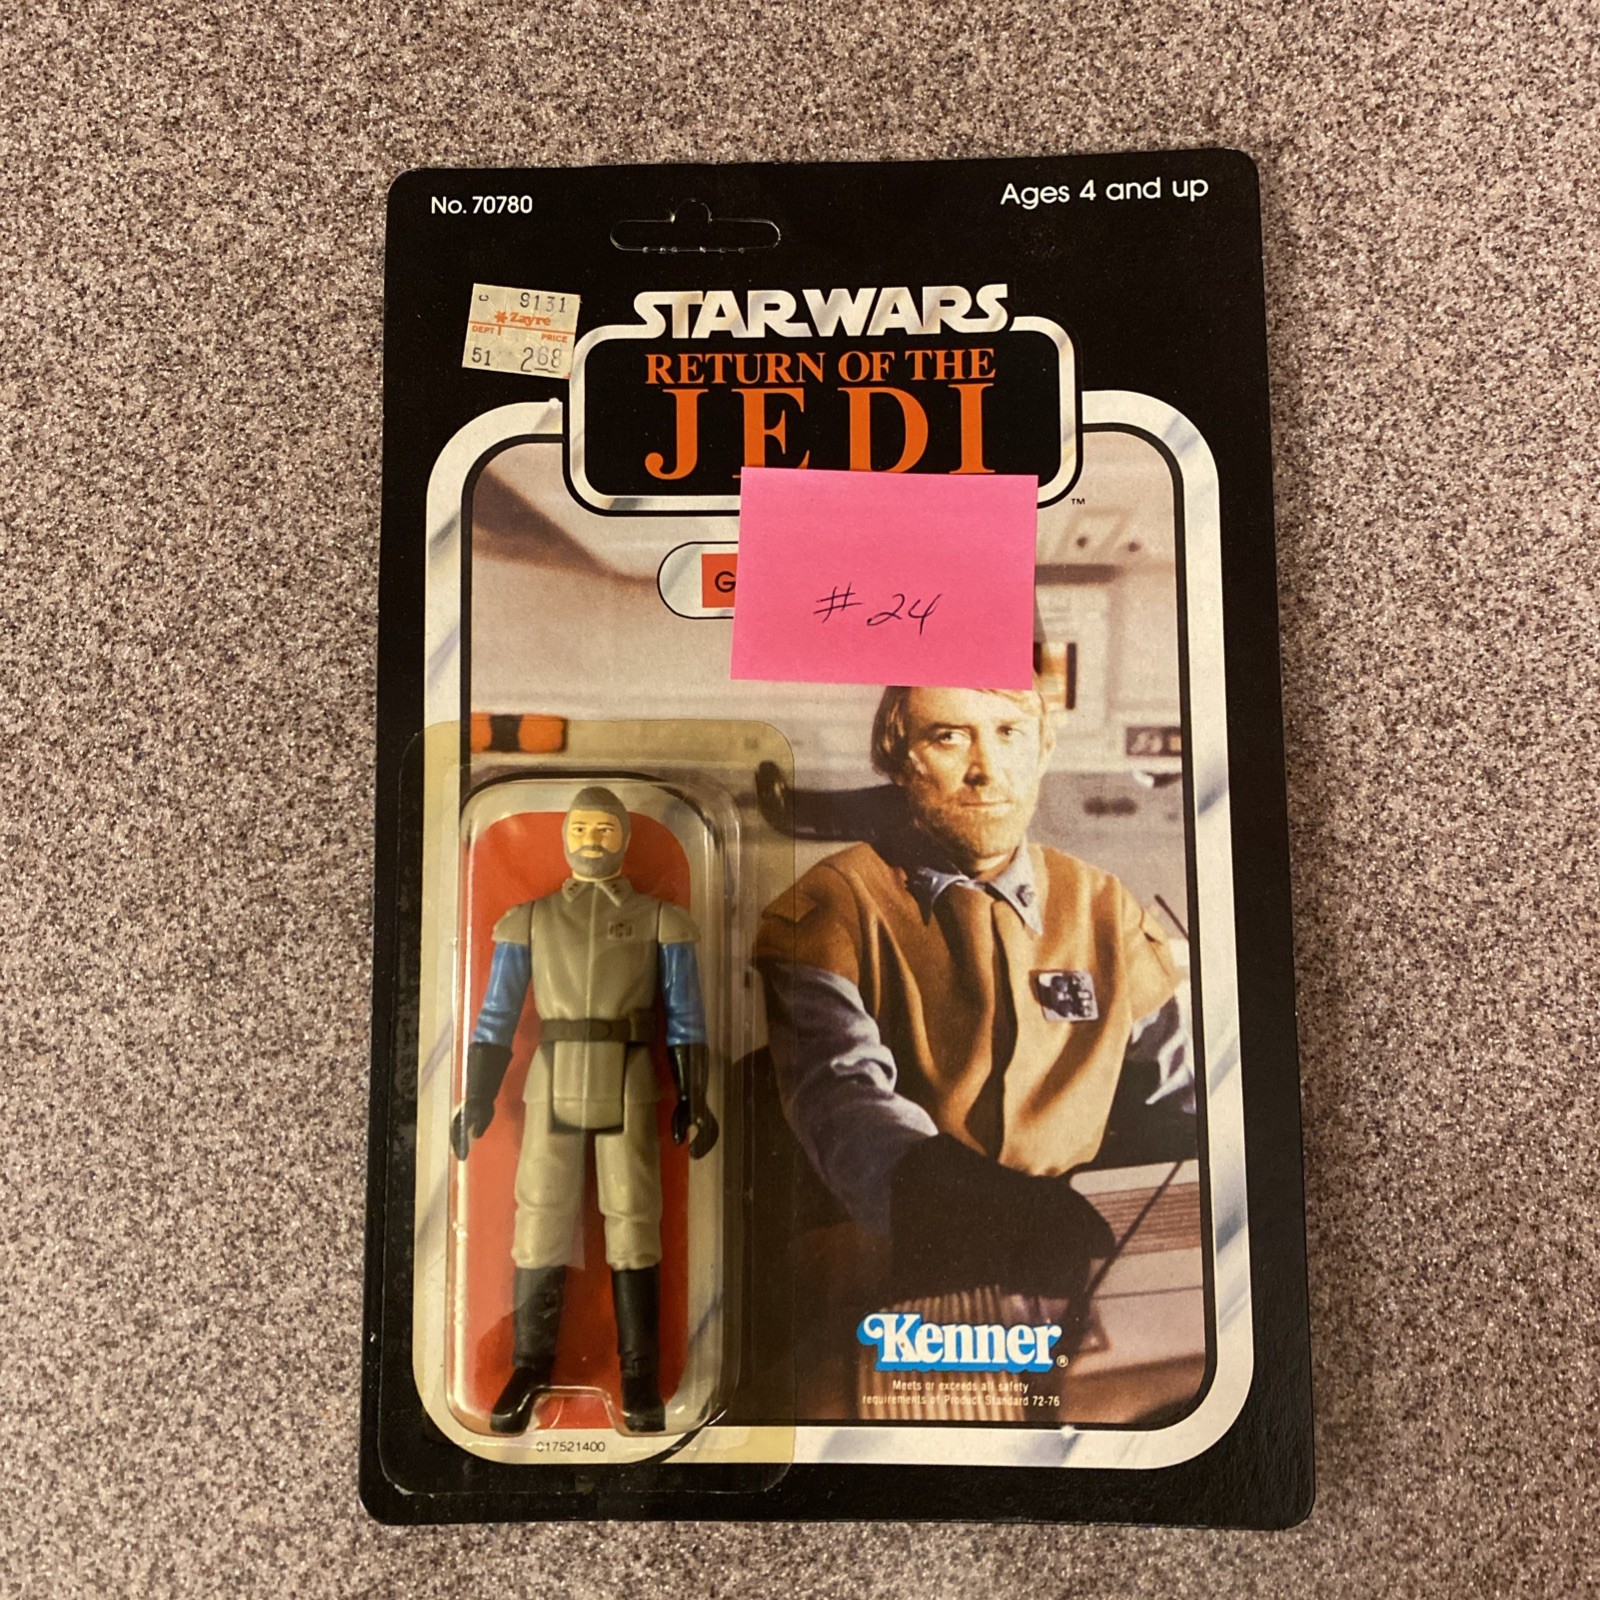 No. 70780
Ages 4 and up
C 9131
Zayre
DEPT PRICE
51 2.68
STAR WARS
RETURN OF THE
JEDI
™
G
# 24
Kenner®
Meets or exceeds all safety
requirements of Product Standard 72-76
017521400